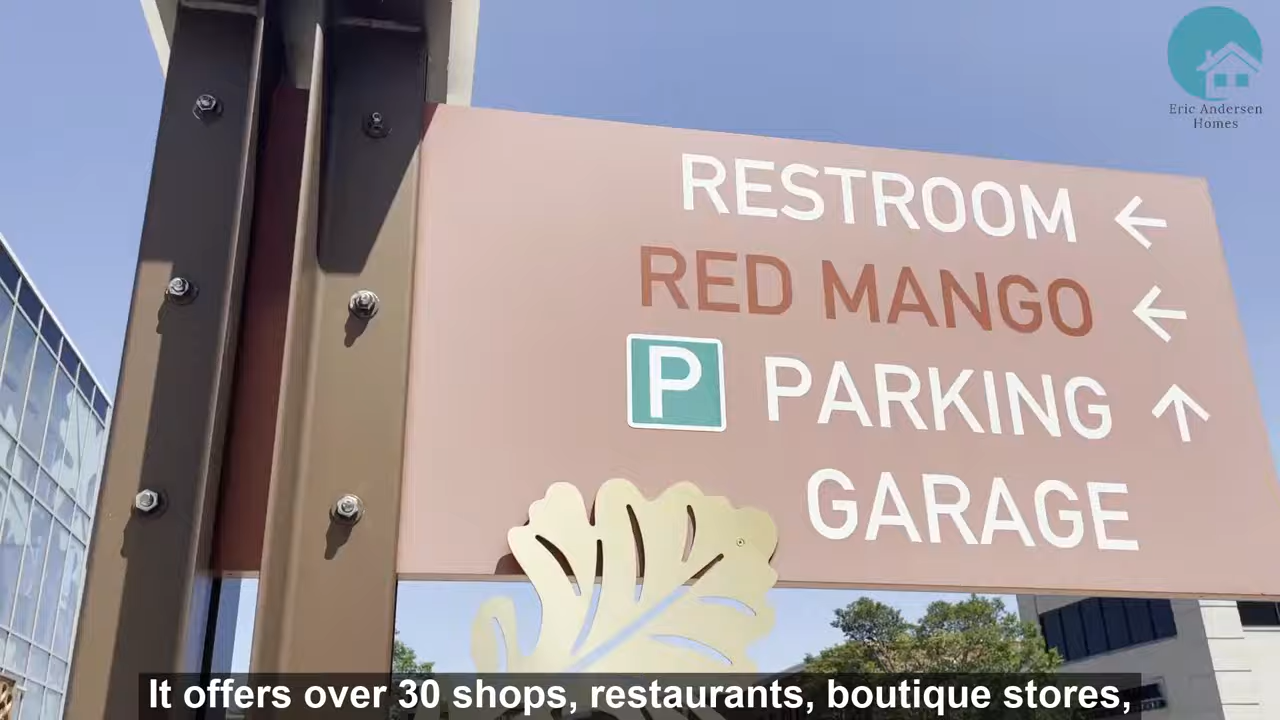 Eric Andersen
Homes
RESTROOM ←
RED MANGO ←
P PARKING ↑
GARAGE
It offers over 30 shops, restaurants, boutique stores,